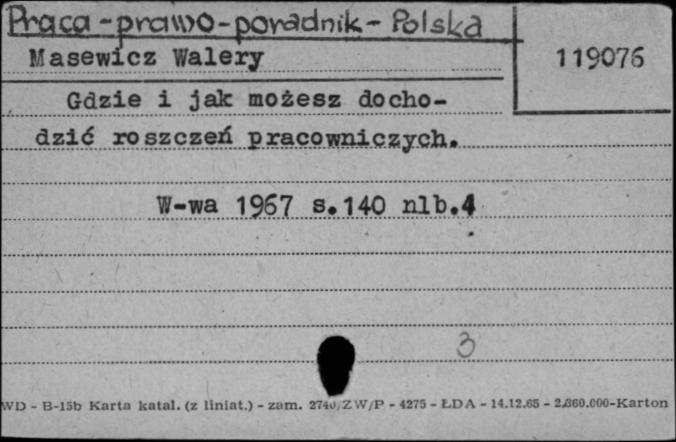 Praca - prawo - poradnik - Polska
Masewicz Walery
119076
Gdzie i jak możesz docho-
dzić roszczeń pracowniczych.
W-wa 1967 s.140 nlb.4
3
WD - B-15b Karta katal. (z liniat.) - zam. 2740/ZW/P - 4275 - ŁDA - 14.12.65 - 2.860.000-Karton